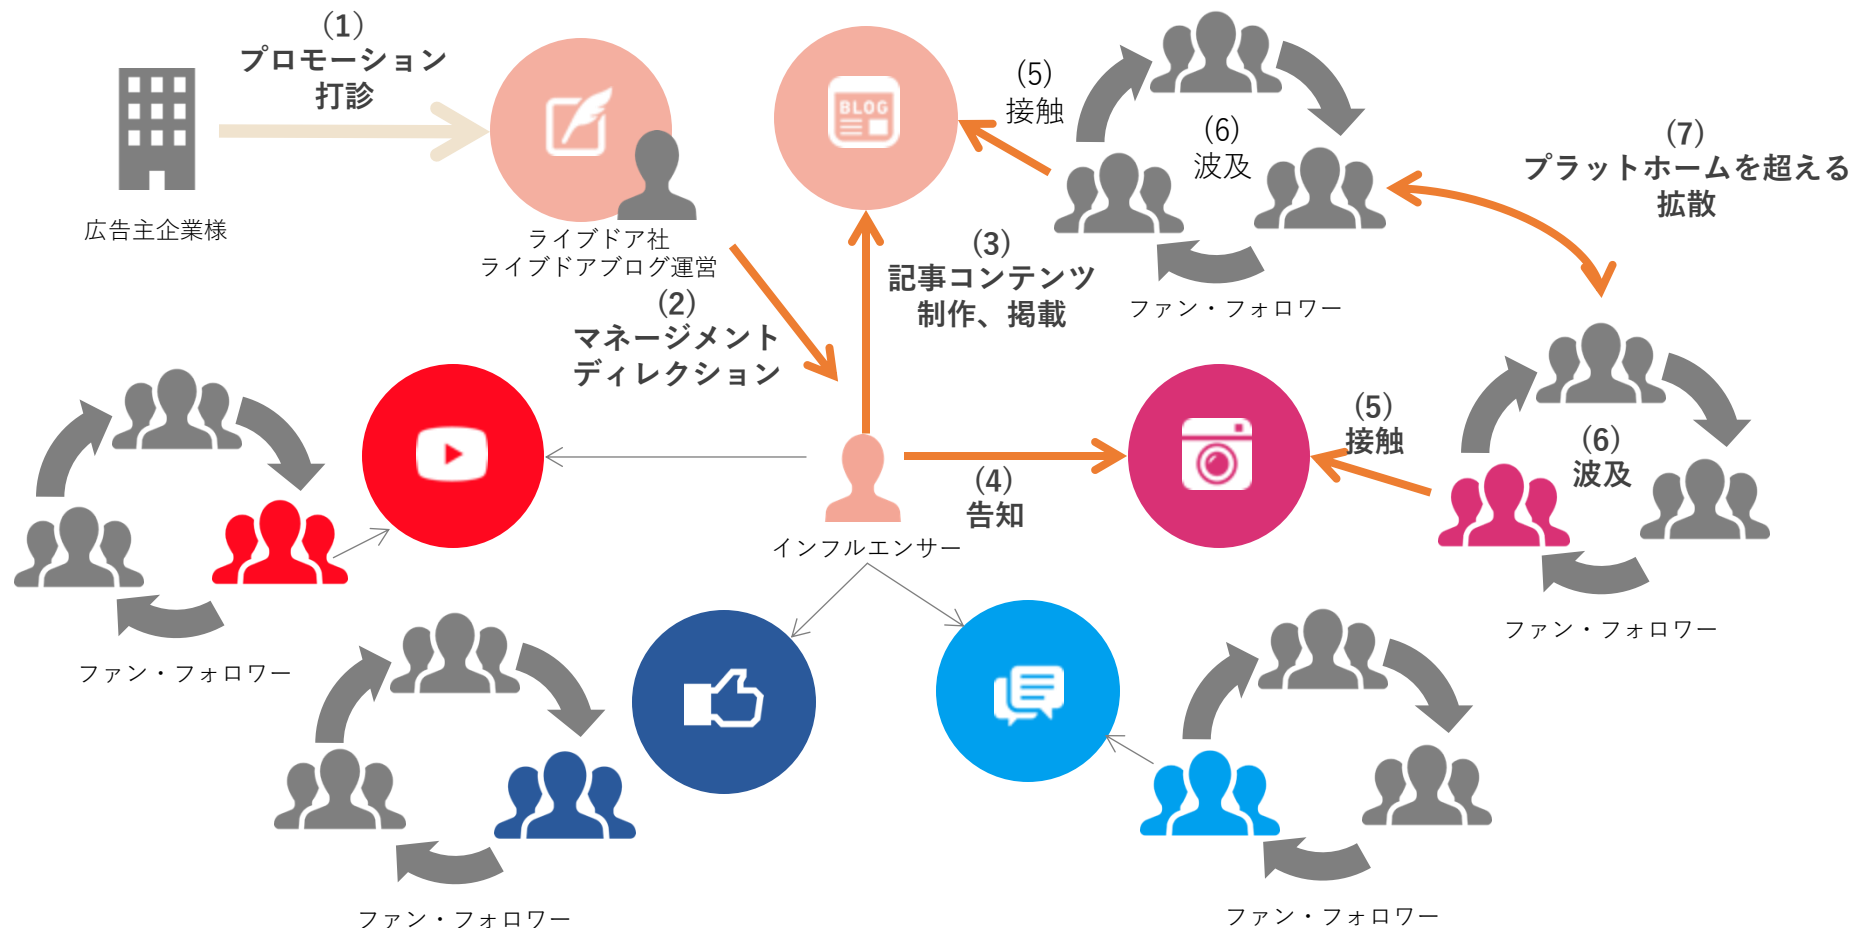 (1)
プロモーション
打診
広告主企業様
ライブドア社
ライブドアブログ運営
(2)
マネージメント
ディレクション
BLOG
(3)
記事コンテンツ
制作、掲載
インフルエンサー
(4)
告知
(5)
接触
(6)
波及
ファン・フォロワー
(7)
プラットホームを超える
拡散
(5)
接触
(6)
波及
ファン・フォロワー
ファン・フォロワー
ファン・フォロワー
ファン・フォロワー